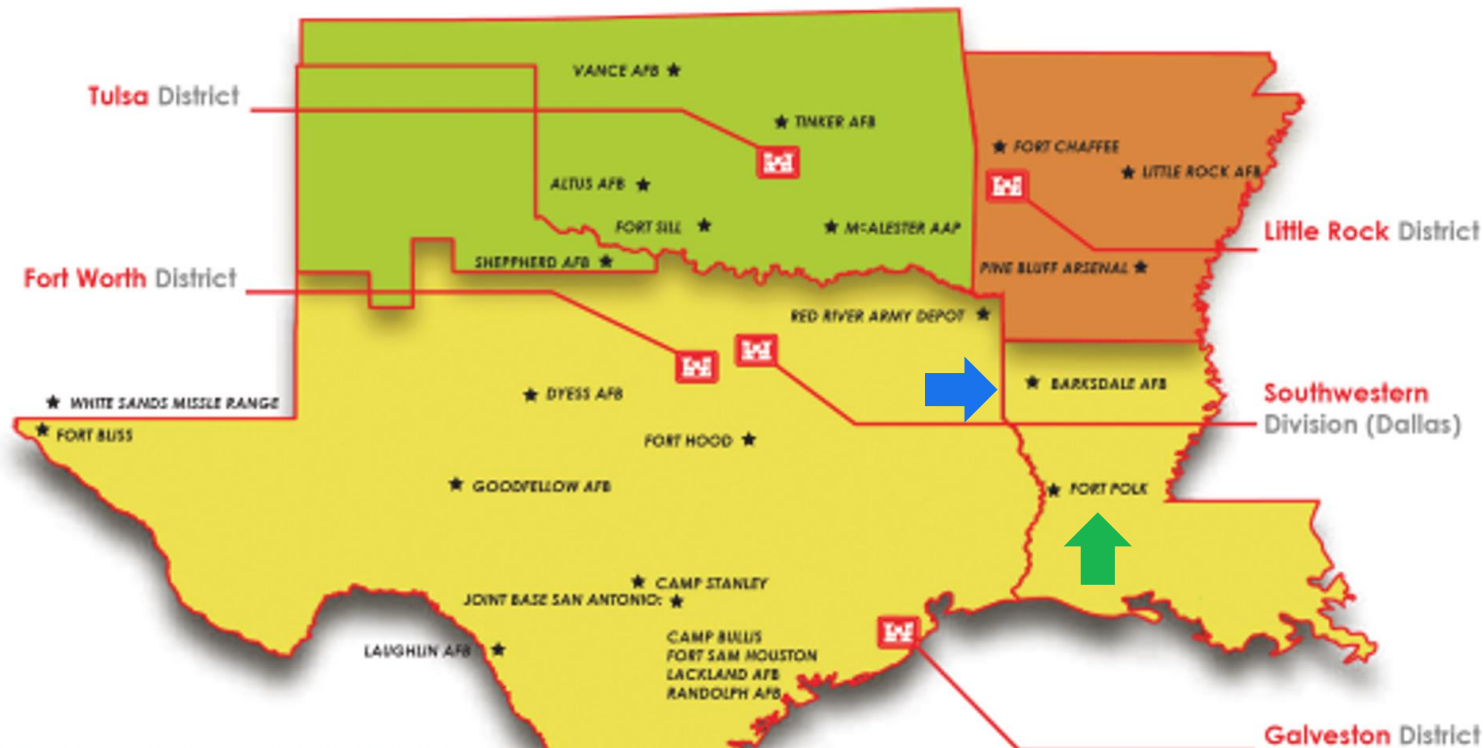 VANCE AFB
Tulsa District
TINKER AFB
FORT CHAFFEE
LITTLE ROCK AFB
ALTUS AFB
FORT SILL
McALESTER AAP
Little Rock District
SHEPPHERD AFB
PINE BLUFF ARSENAL
Fort Worth District
RED RIVER ARMY DEPOT
BARKSDALE AFB
DYESS AFB
Southwestern
Division (Dallas)
WHITE SANDS MISSLE RANGE
FORT BLISS
FORT HOOD
GOODFELLOW AFB
FORT POLK
CAMP STANLEY
JOINT BASE SAN ANTONIO:
CAMP BULLIS
FORT SAM HOUSTON
LACKLAND AFB
RANDOLPH AFB
LAUGHLIN AFB
Galveston District